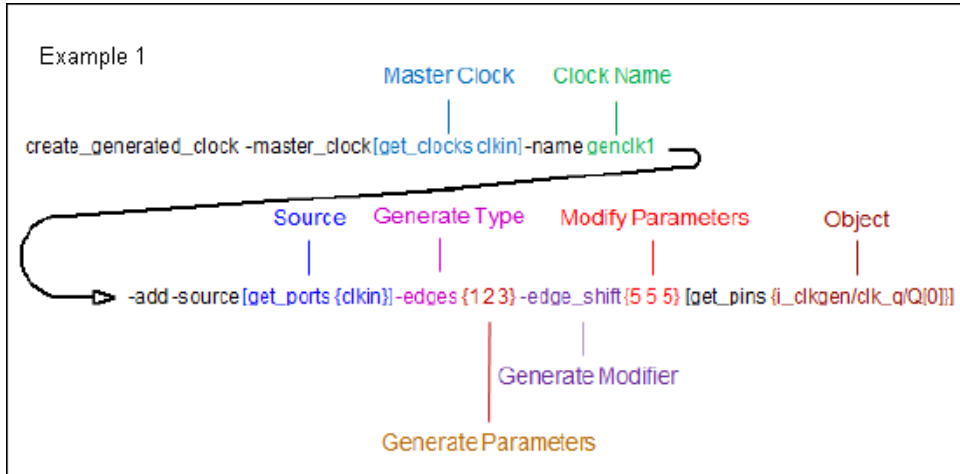 Example 1
Master Clock Clock Name
create_generated_clock -master_clock[get_clocks clkin]-name genclk1
Source Generate Type Modify Parameters Object
-add -source[get_ports {clkin}]-edges {1 2 3} -edge_shift{5 5 5} [get_pins {i_clkgen/clk_q/Q[0]}]
Generate Modifier
Generate Parameters